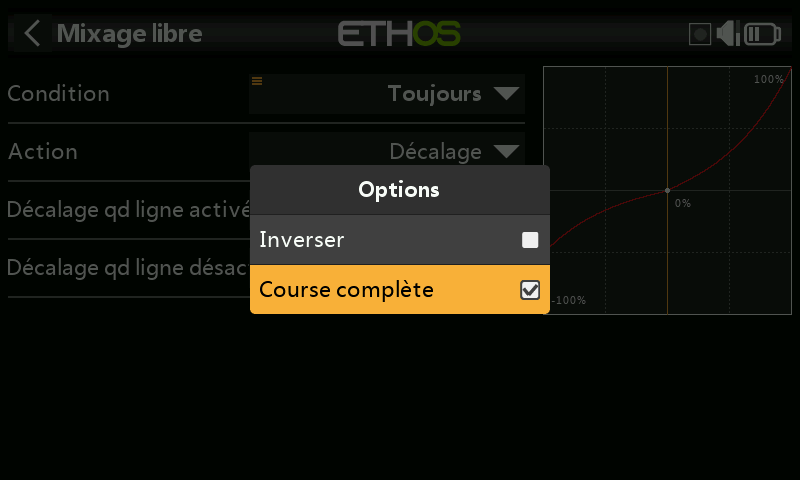 Mixage libre
ETHOS
Condition
Toujours
100%
Action
Décalage
Options
Décalage qd ligne activé
0%
Inverser
Décalage qd ligne désac
Course complète
-100%